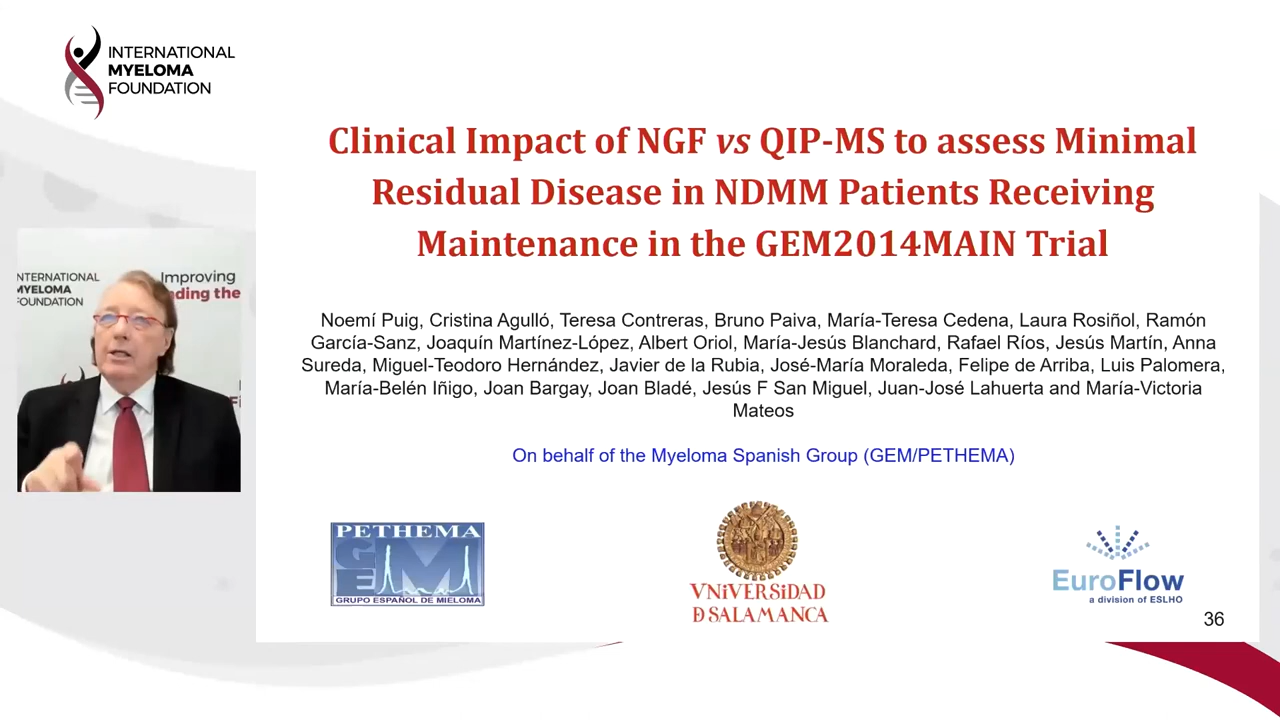 INTERNATIONAL
MYELOMA
FOUNDATION
Clinical Impact of NGF vs QIP-MS to assess Minimal
Residual Disease in NDMM Patients Receiving
Maintenance in the GEM2014MAIN Trial
NTERNATIONAL
MYELOMA
FOUNDATION
Improving
nding the
Noemí Puig, Cristina Agulló, Teresa Contreras, Bruno Paiva, María-Teresa Cedena, Laura Rosiñol, Ramón
García-Sanz, Joaquín Martínez-López, Albert Oriol, María-Jesús Blanchard, Rafael Ríos, Jesús Martín, Anna
Sureda, Miguel-Teodoro Hernández, Javier de la Rubia, José-María Moraleda, Felipe de Arriba, Luis Palomera,
María-Belén Iñigo, Joan Bargay, Joan Bladé, Jesús F San Miguel, Juan-José Lahuerta and María-Victoria
Mateos
On behalf of the Myeloma Spanish Group (GEM/PETHEMA)
PETHEMA
GEM
GRUPO ESPAÑOL DE MIELOMA
VNiVERSiDAD
D SALAMANCA
EuroFlow
a division of ESLHO
36